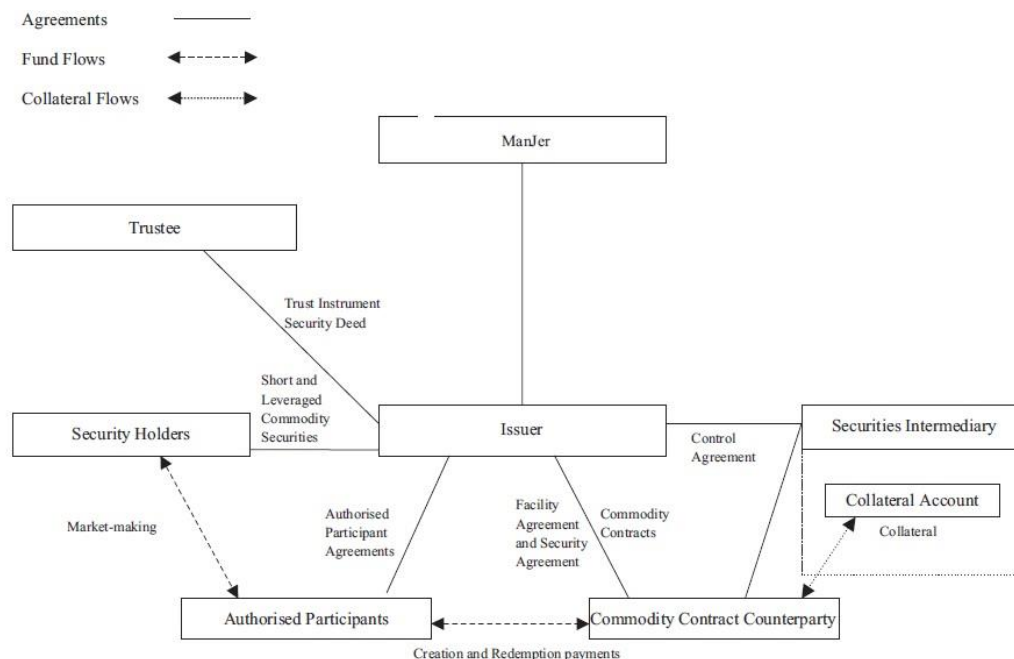 Agreements
Fund Flows
Collateral Flows
ManJer
Trustee
Trust Instrument
Security Deed
Short and
Leveraged
Commodity
Securities
Security Holders
Issuer
Control
Agreement
Securities Intermediary
Collateral Account
Collateral
Market-making
Authorised
Participant
Agreements
Facility
Agreement
and Security
Agreement
Commodity
Contracts
Authorised Participants
Commodity Contract Counterparty
Creation and Redemption payments